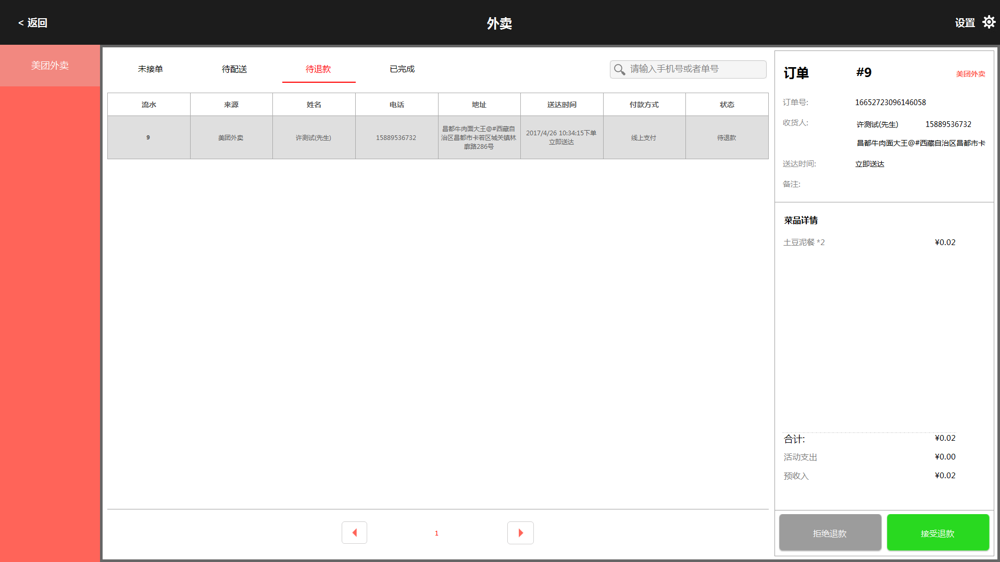 < 返回
外卖
设置
美团外卖
未接单
待配送
待退款
已完成
请输入手机号或者单号
流水
来源
姓名
电话
地址
送达时间
付款方式
状态
9
美团外卖
许测试(先生)
15889536732
昌都牛肉面大王@#西藏自
治区昌都市卡若区城关镇林
廓路286号
2017/4/26 10:34:15下单
立即送达
线上支付
待退款
1
订单
#9
美团外卖
订单号:
16652723096146058
收货人:
许测试(先生)
15889536732
昌都牛肉面大王@#西藏自治区昌都市卡
送达时间:
立即送达
备注:
菜品详情
土豆泥餐 *2
¥0.02
合计:
¥0.02
活动支出
¥0.00
预收入
¥0.02
拒绝退款
接受退款